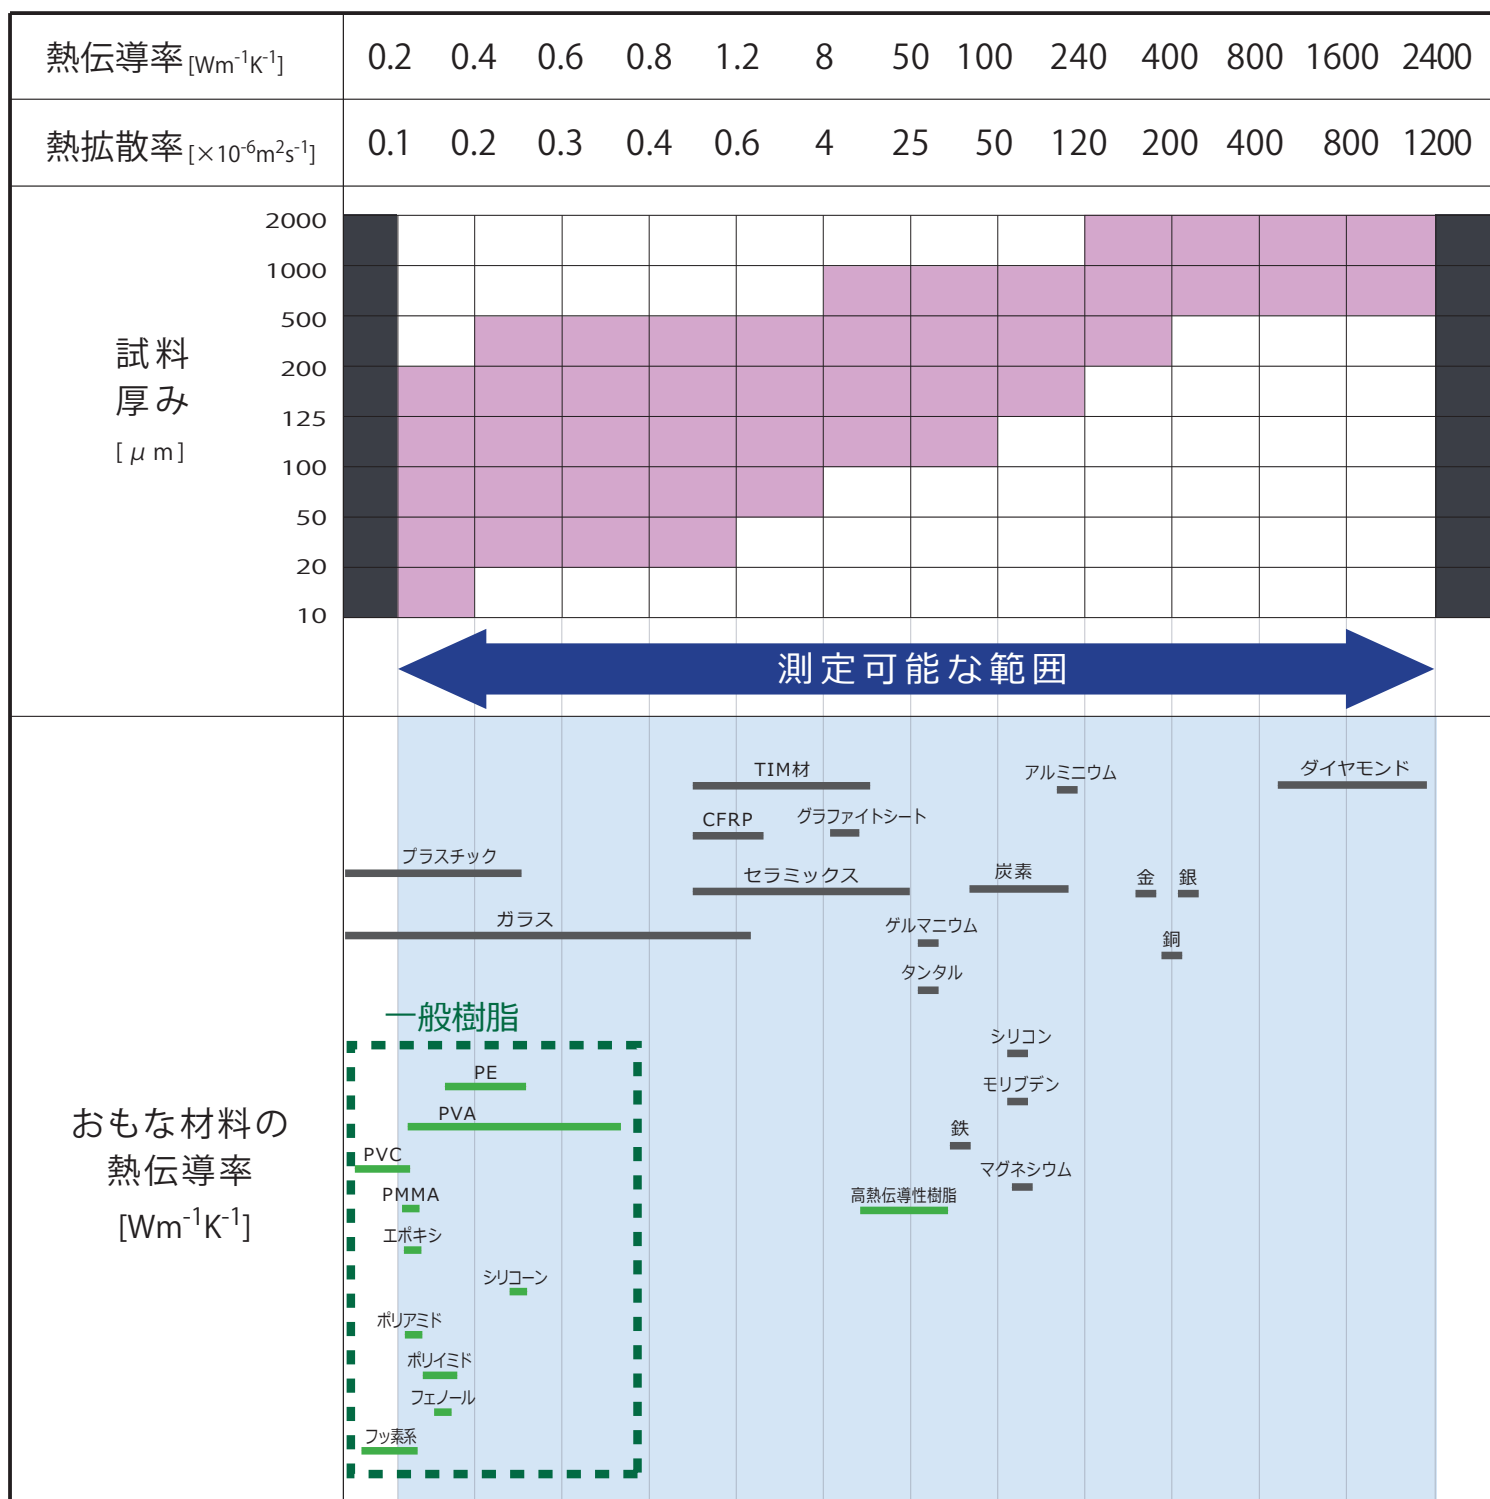 熱伝導率[Wm⁻¹K⁻¹] 0.2 0.4 0.6 0.8 1.2 8 50 100 240 400 800 1600 2400
熱拡散率[×10⁻⁶m²s⁻¹] 0.1 0.2 0.3 0.4 0.6 4 25 50 120 200 400 800 1200
試料
厚み
[μm]
2000
1000
500
200
125
100
50
20
10
測定可能な範囲
おもな材料の
熱伝導率
[Wm⁻¹K⁻¹]
TIM材
アルミニウム
ダイヤモンド
CFRP
グラファイトシート
プラスチック
セラミックス
炭素
金
銀
ガラス
ゲルマニウム
銅
タンタル
一般樹脂
シリコン
PE
モリブデン
PVA
鉄
PVC
マグネシウム
PMMA
高熱伝導性樹脂
エポキシ
シリコーン
ポリアミド
ポリイミド
フェノール
フッ素系